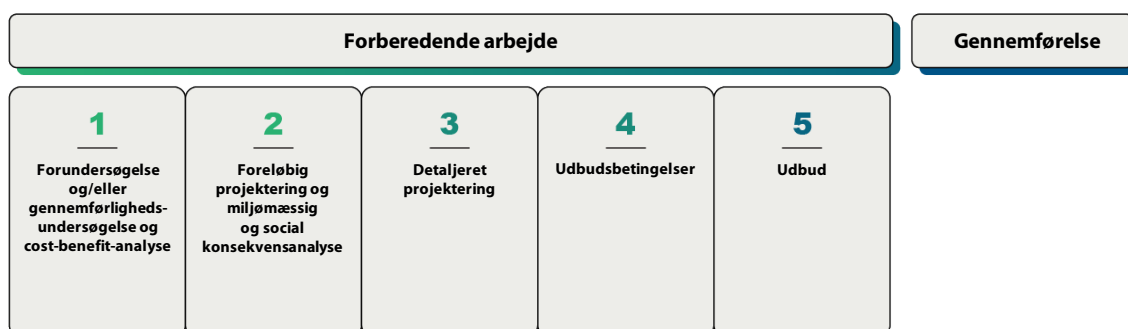 Forberedende arbejde
Gennemførelse
1
Forundersøgelse
og/eller
gennemførligheds-
undersøgelse og
cost-benefit-analyse
2
Foreløbig
projektering og
miljømæssig
og social
konsekvensanalyse
3
Detaljeret
projektering
4
Udbudsbetingelser
5
Udbud